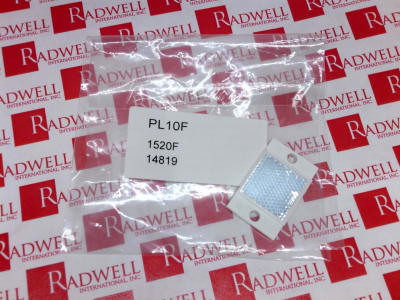 RADWELL
INTERNATIONAL, INC.
PL10F
1520F
14819